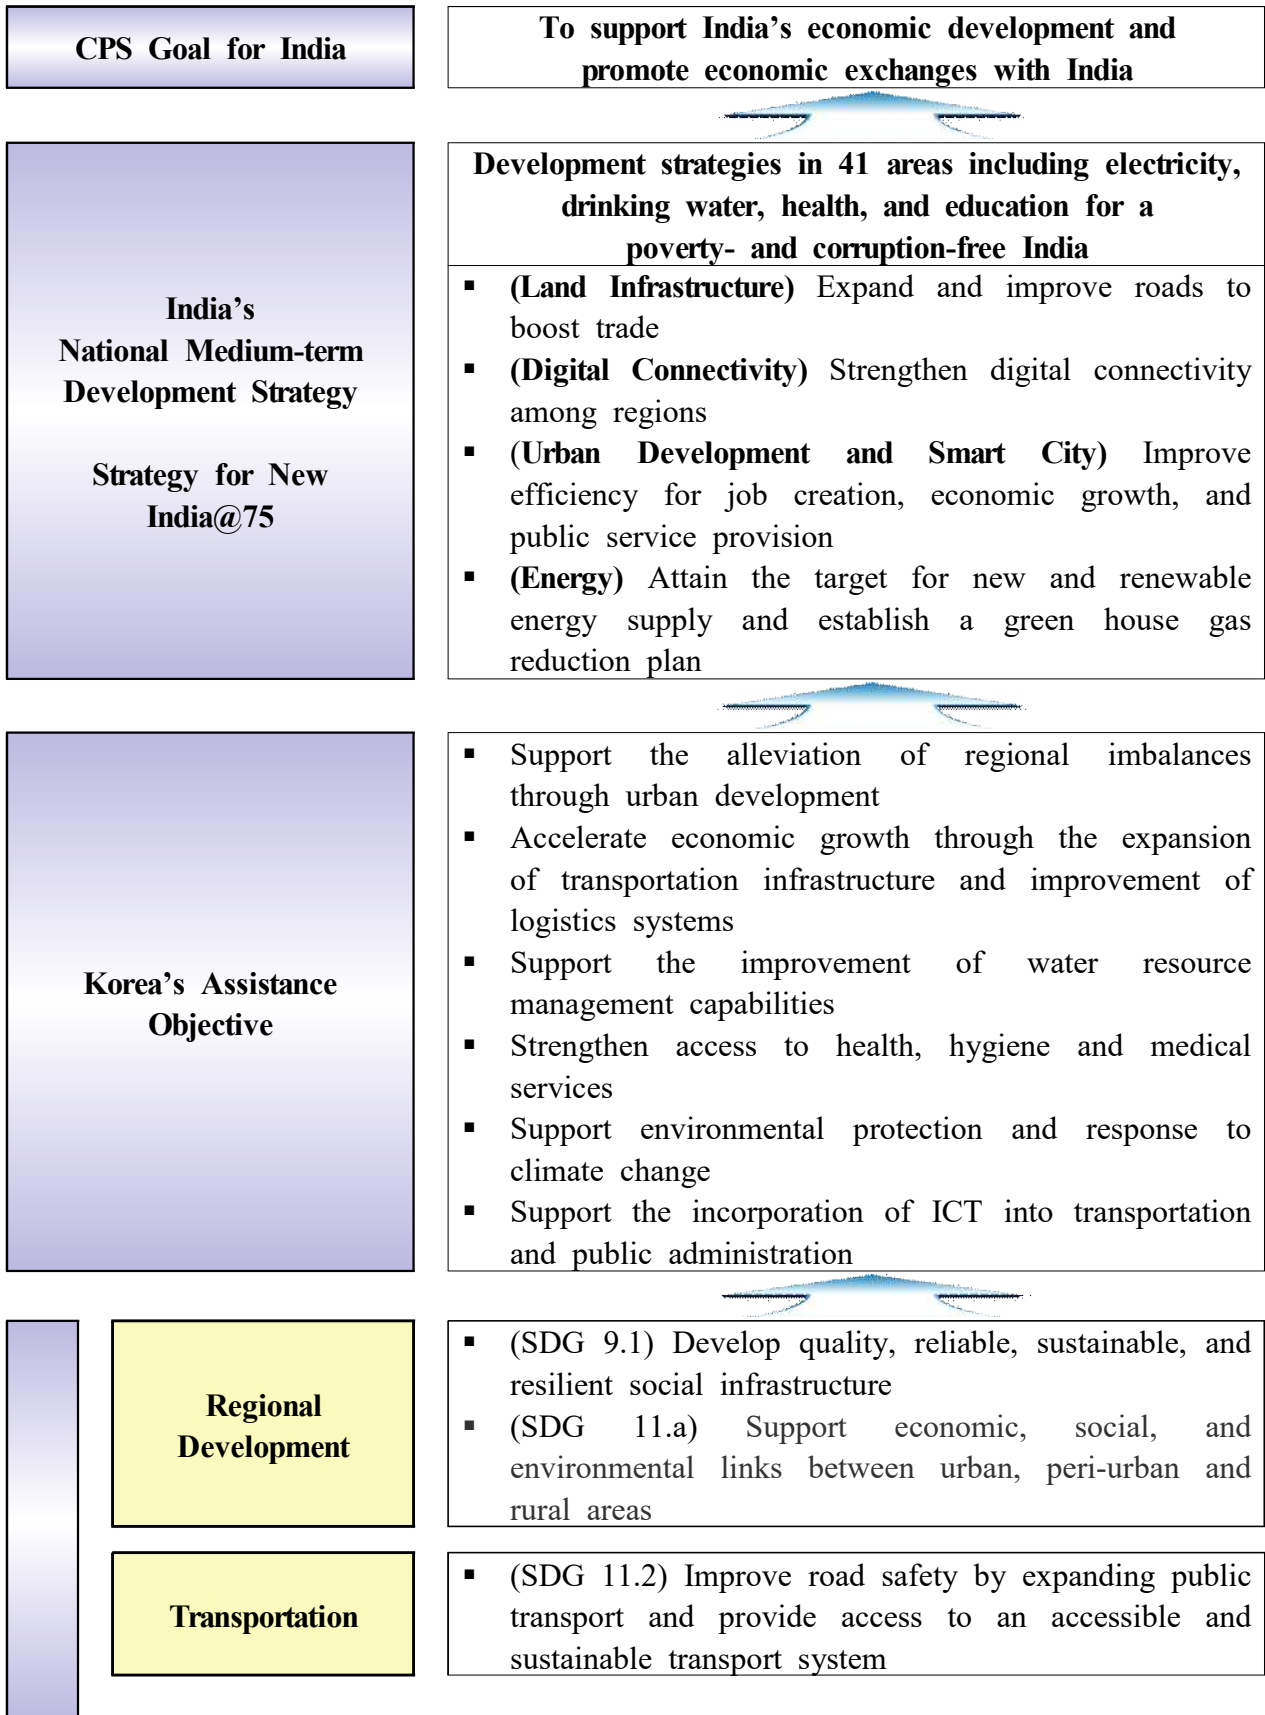 CPS Goal for India
To support India's economic development and
promote economic exchanges with India
India's
National Medium-term
Development Strategy
Strategy for New
India@75
Development strategies in 41 areas including electricity,
drinking water, health, and education for a
poverty- and corruption-free India
▪ (Land Infrastructure) Expand and improve roads to
boost trade
▪ (Digital Connectivity) Strengthen digital connectivity
among regions
▪ (Urban Development and Smart City) Improve
efficiency for job creation, economic growth, and
public service provision
▪ (Energy) Attain the target for new and renewable
energy supply and establish a green house gas
reduction plan
Korea's Assistance
Objective
▪ Support the alleviation of regional imbalances
through urban development
▪ Accelerate economic growth through the expansion
of transportation infrastructure and improvement of
logistics systems
▪ Support the improvement of water resource
management capabilities
▪ Strengthen access to health, hygiene and medical
services
▪ Support environmental protection and response to
climate change
▪ Support the incorporation of ICT into transportation
and public administration
Regional
Development
▪ (SDG 9.1) Develop quality, reliable, sustainable, and
resilient social infrastructure
▪ (SDG 11.a) Support economic, social, and
environmental links between urban, peri-urban and
rural areas
Transportation
▪ (SDG 11.2) Improve road safety by expanding public
transport and provide access to an accessible and
sustainable transport system